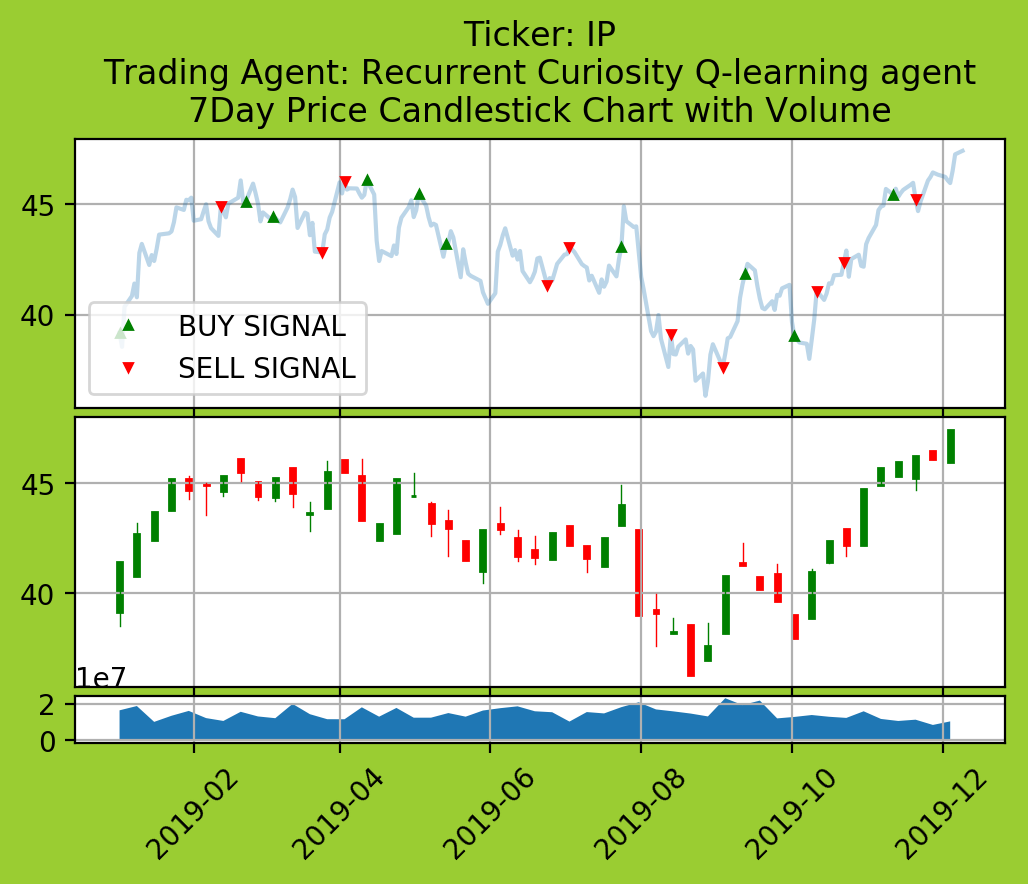 Ticker: IP
Trading Agent: Recurrent Curiosity Q-learning agent
7Day Price Candlestick Chart with Volume
45
40
BUY SIGNAL
SELL SIGNAL
45
40
1e7
2
0
2019-02
2019-04
2019-06
2019-08
2019-10
2019-12